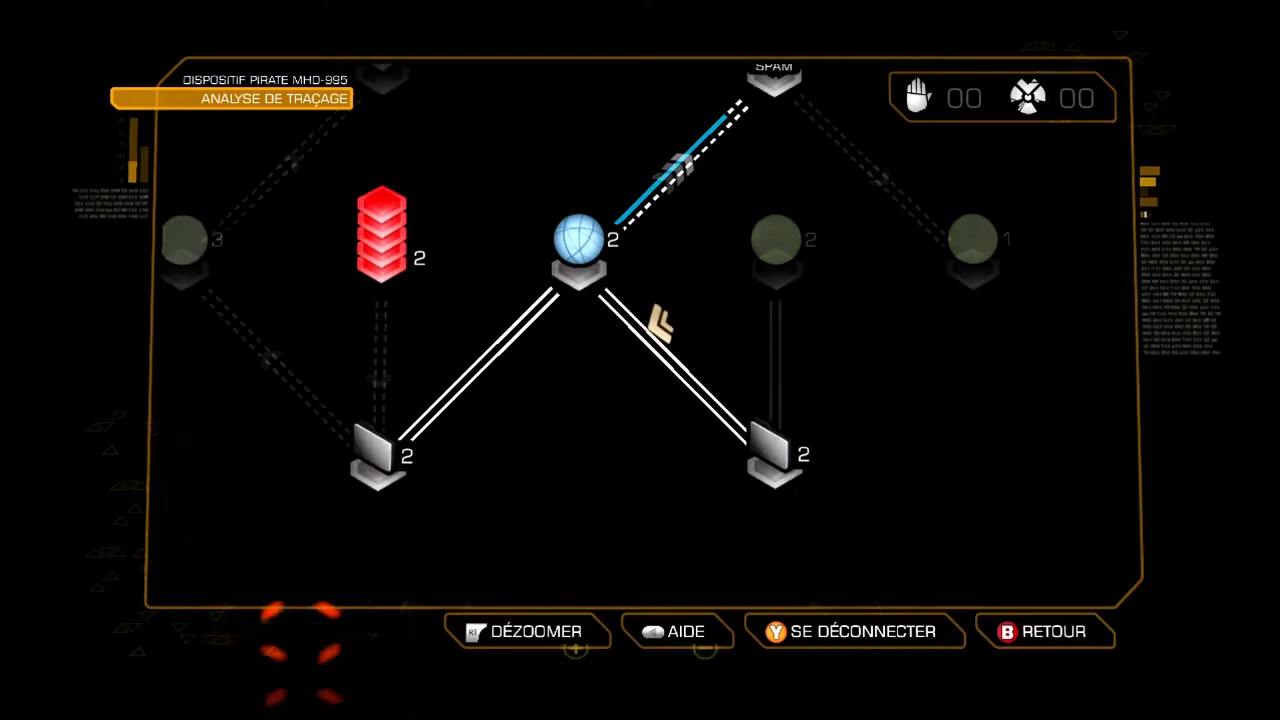 DISPOSITIF PIRATE MHD-995
ANALYSE DE TRAÇAGE
SPAM
00 00
3
2
2
2
1
2
2
RT DÉZOOMER
AIDE
Y SE DÉCONNECTER
B RETOUR